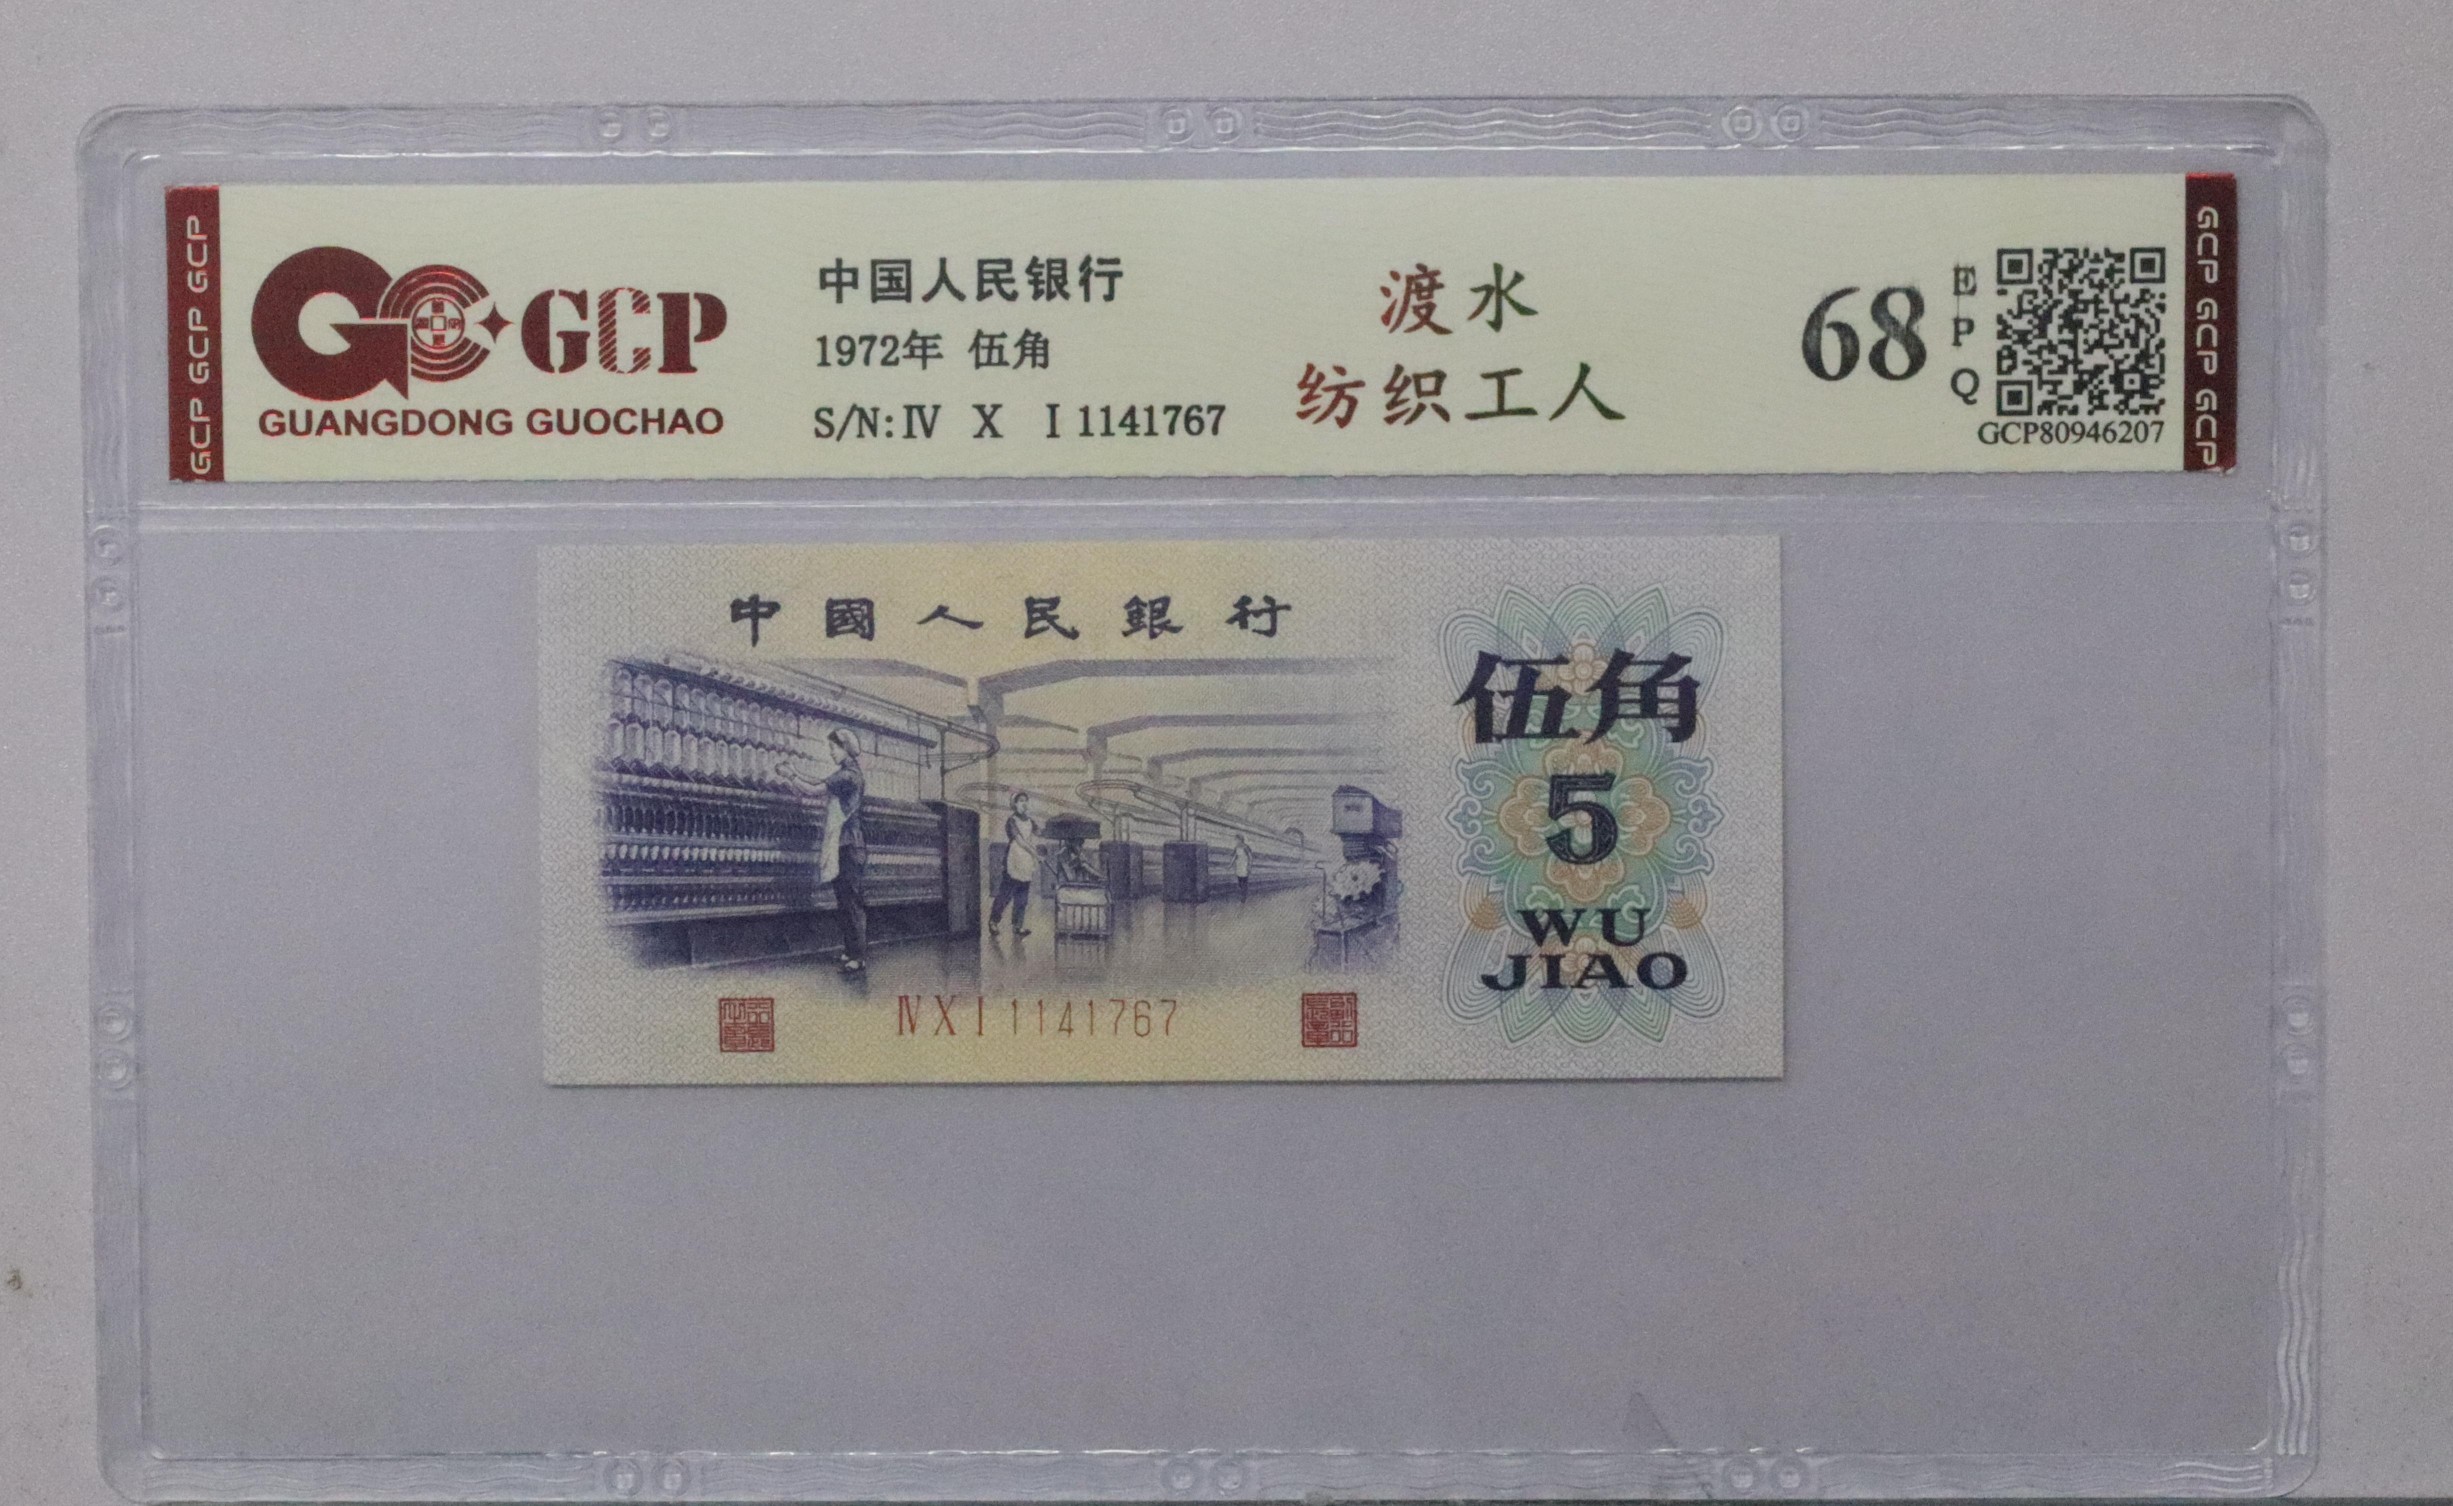 GCP GCP GCP
GCP
GUANGDONG GUOCHAO
中国人民银行
1972年 伍角
S/N: Ⅳ X I 1141767
渡水
纺织工人
68
E
P
Q
GCP80946207
GCP GCP GCP
中國人民銀行
伍角
5
WU
JIAO
ⅣXI1141767